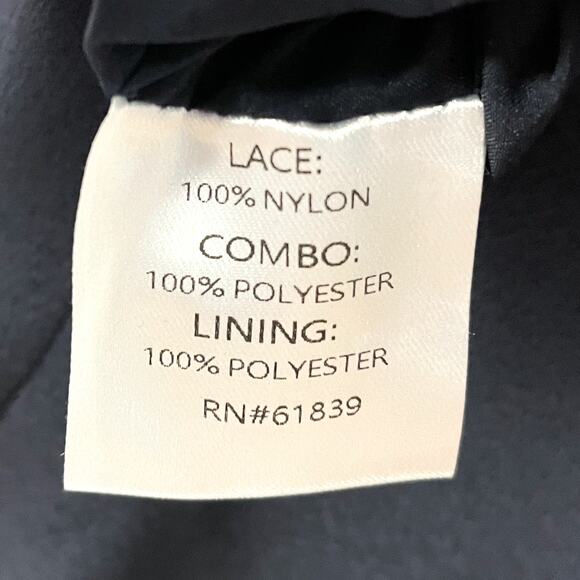 LACE:
100% NYLON
COMBO:
100% POLYESTER
LINING:
100% POLYESTER
RN#61839